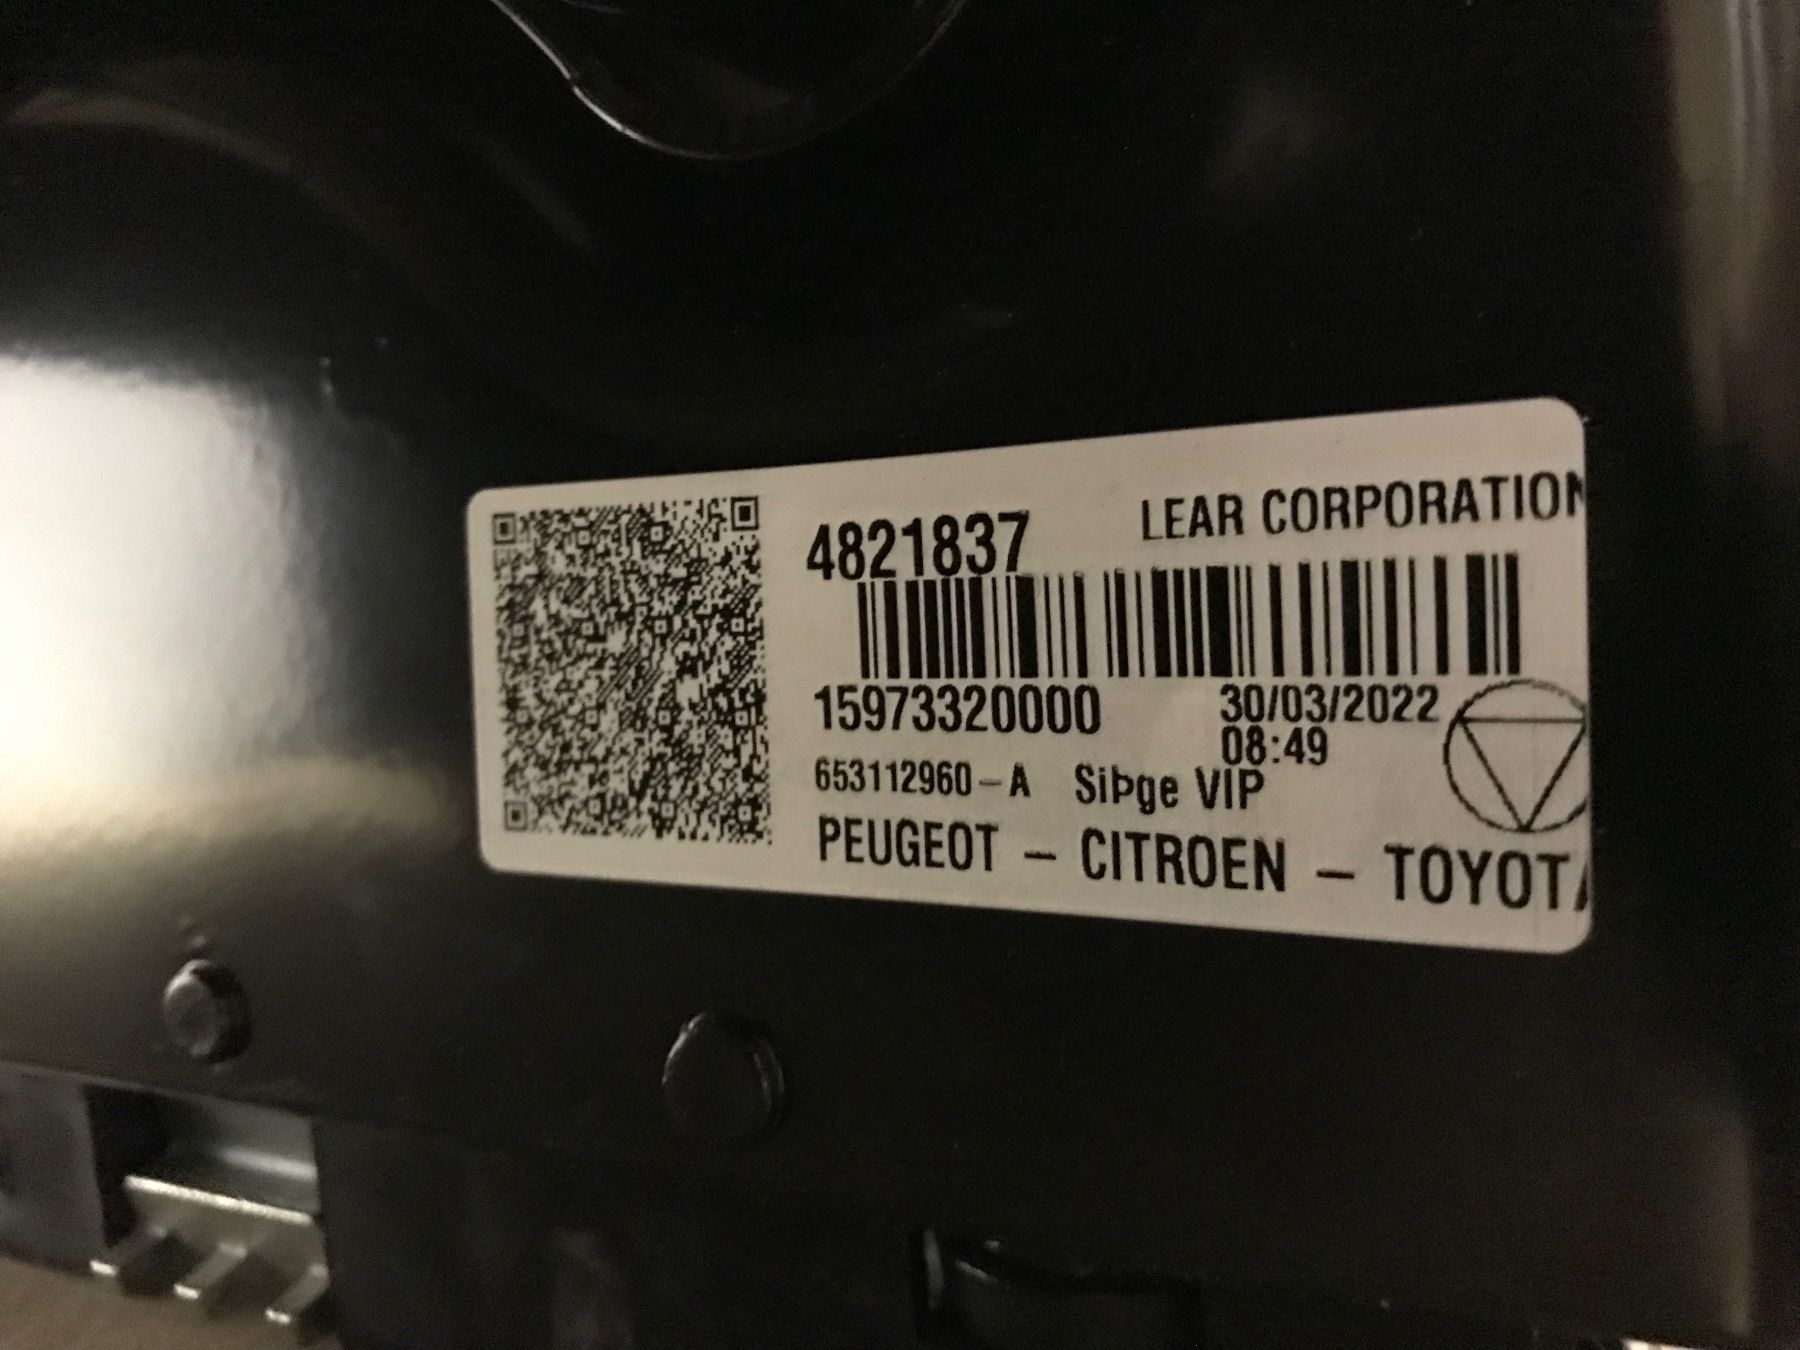 4821837 LEAR CORPORATION
15973320000 30/03/2022
08:49
653112960-A SiÞge VIP
PEUGEOT - CITROEN - TOYOTA